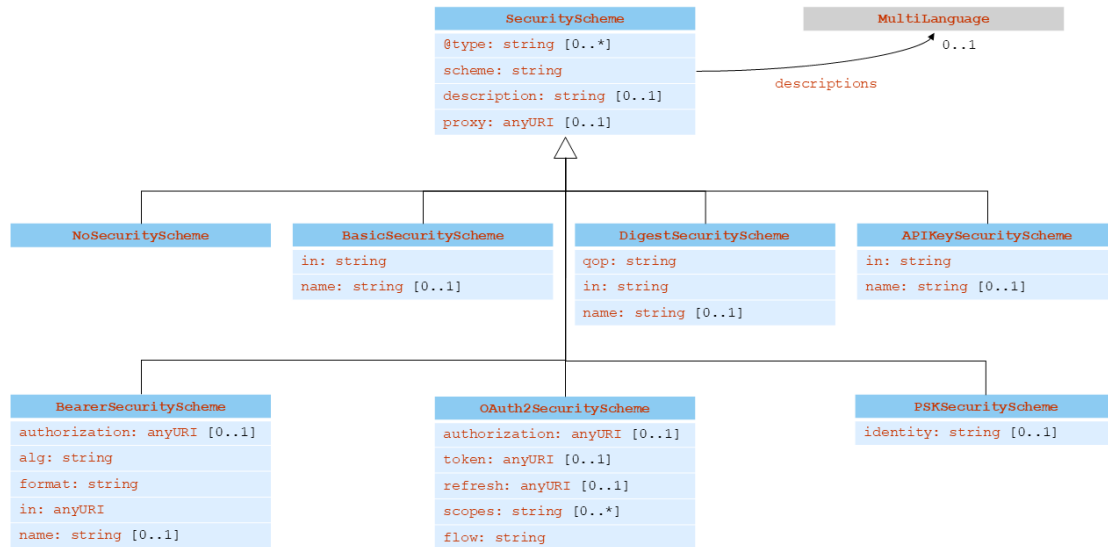 SecurityScheme
@type: string [0..*]
scheme: string
description: string [0..1]
proxy: anyURI [0..1]
MultiLanguage
0..1
descriptions
NoSecurityScheme
BasicSecurityScheme
in: string
name: string [0..1]
DigestSecurityScheme
qop: string
in: string
name: string [0..1]
APIKeySecurityScheme
in: string
name: string [0..1]
BearerSecurityScheme
authorization: anyURI [0..1]
alg: string
format: string
in: anyURI
name: string [0..1]
OAuth2SecurityScheme
authorization: anyURI [0..1]
token: anyURI [0..1]
refresh: anyURI [0..1]
scopes: string [0..*]
flow: string
PSKSecurityScheme
identity: string [0..1]